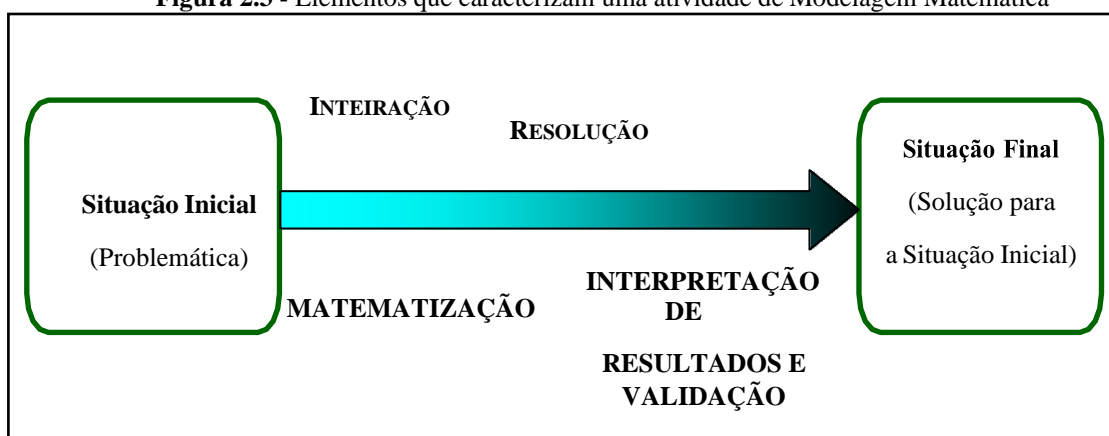 Figura 2.3 - Elementos que caracterizam uma atividade de Modelagem Matemática
INTEIRAÇÃO
RESOLUÇÃO
Situação Inicial
(Problemática)
Situação Final
(Solução para
a Situação Inicial)
MATEMATIZAÇÃO
INTERPRETAÇÃO
DE
RESULTADOS E
VALIDAÇÃO